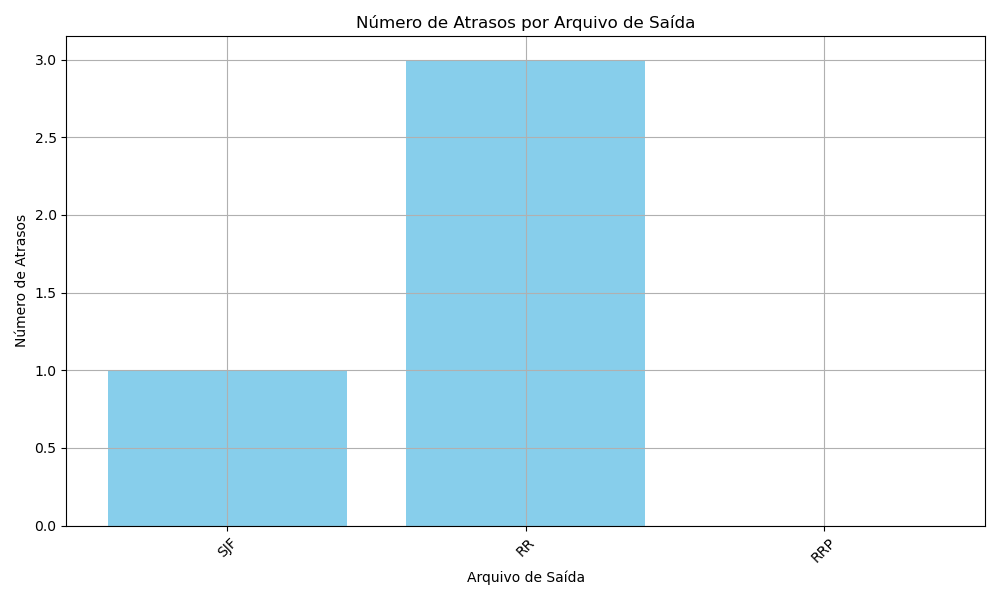 Número de Atrasos por Arquivo de Saída
Número de Atrasos
3.0
2.5
2.0
1.5
1.0
0.5
0.0
SJF
RR
RRP
Arquivo de Saída